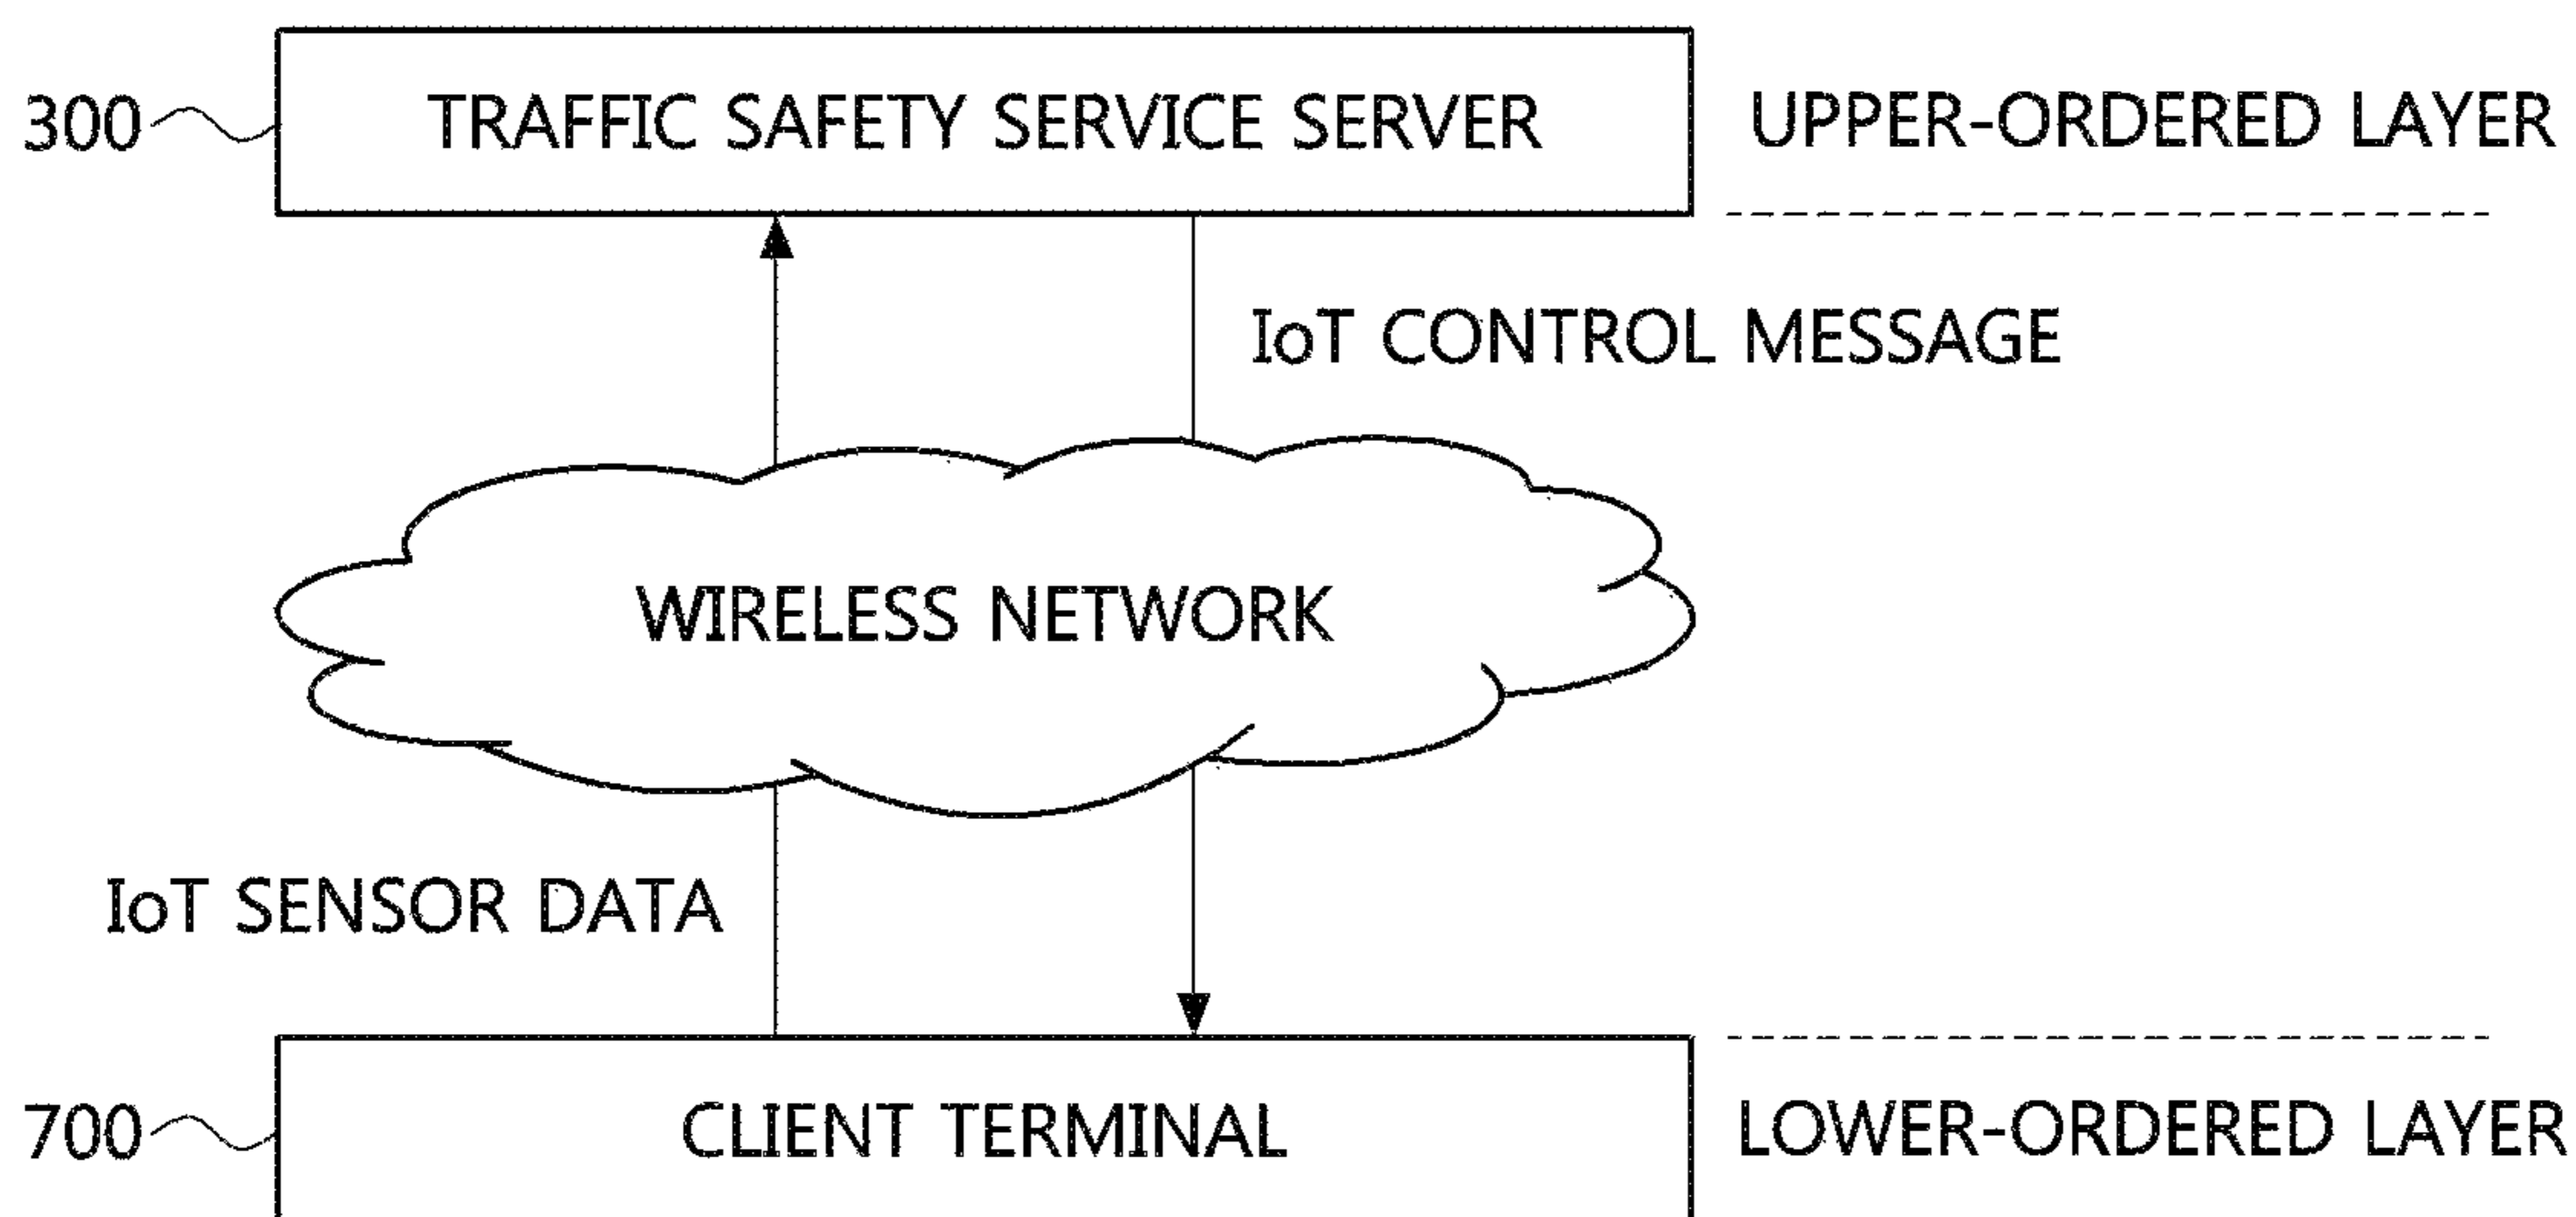 300 TRAFFIC SAFETY SERVICE SERVER UPPER-ORDERED LAYER
IoT CONTROL MESSAGE
WIRELESS NETWORK
IoT SENSOR DATA
700 CLIENT TERMINAL LOWER-ORDERED LAYER